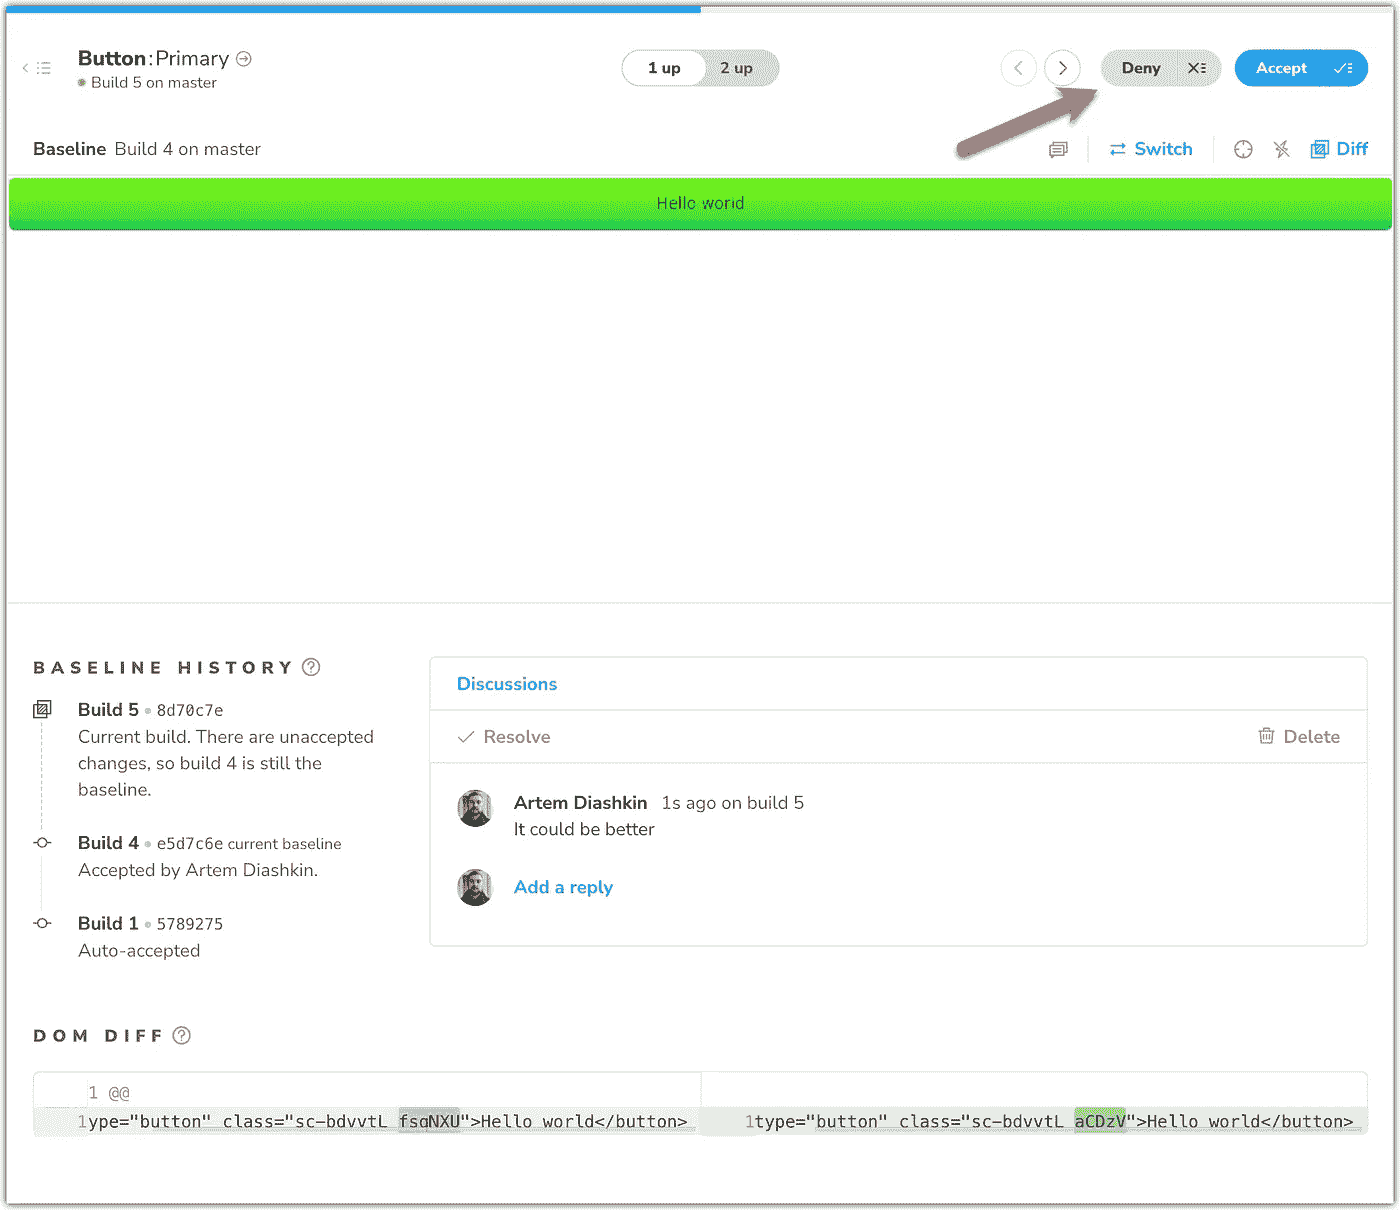 Button: Primary
Build 5 on master
1 up 2 up
Deny
Accept
Baseline Build 4 on master
Switch
Diff
Hello world
BASELINE HISTORY ?
Build 5 8d70c7e
Current build. There are unaccepted
changes, so build 4 is still the
baseline.
Build 4 e5d7c6e current baseline
Accepted by Artem Diashkin.
Build 1 5789275
Auto-accepted
Discussions
Resolve
Delete
Artem Diashkin 1s ago on build 5
It could be better
Add a reply
DOM DIFF ?
1 @@
1ype="button" class="sc-bdvvtL fsqNXU">Hello world</button>
1type="button" class="sc-bdvvtL aCDzV">Hello world</button>